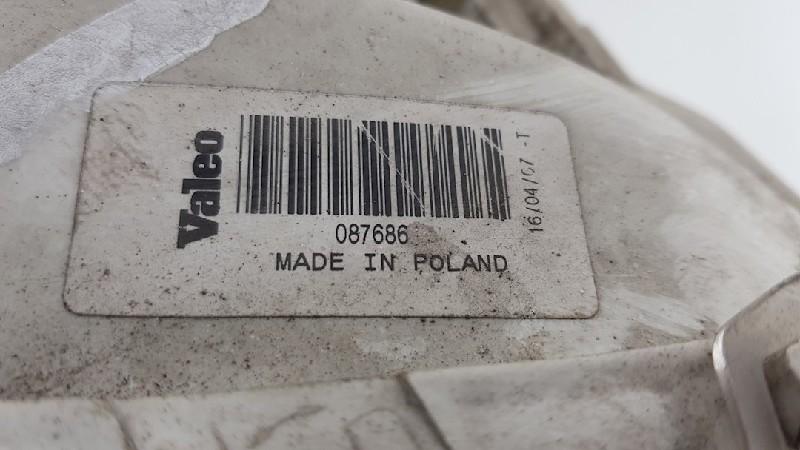 Valeo
087686
MADE IN POLAND
16/04/07 -T